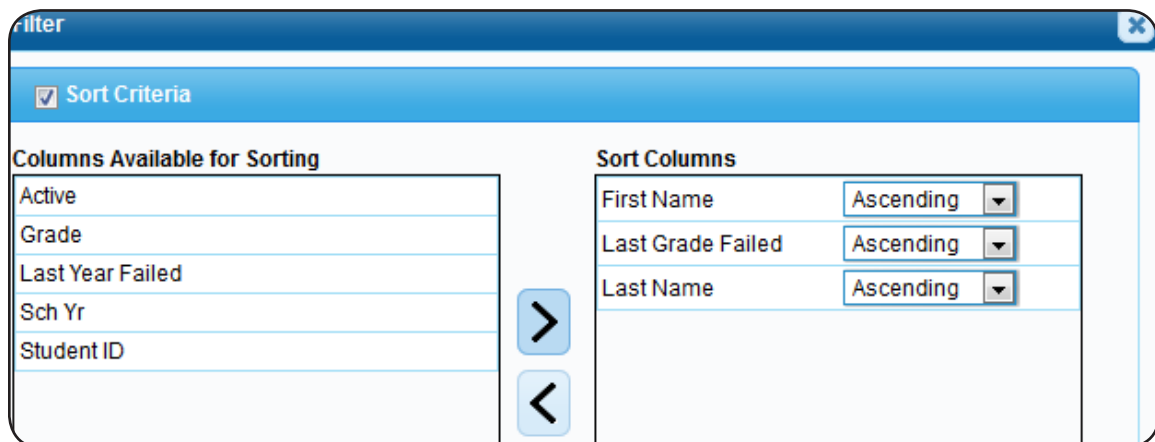 Filter
Sort Criteria
Columns Available for Sorting
Active
Grade
Last Year Failed
Sch Yr
Student ID
Sort Columns
First Name Ascending
Last Grade Failed Ascending
Last Name Ascending